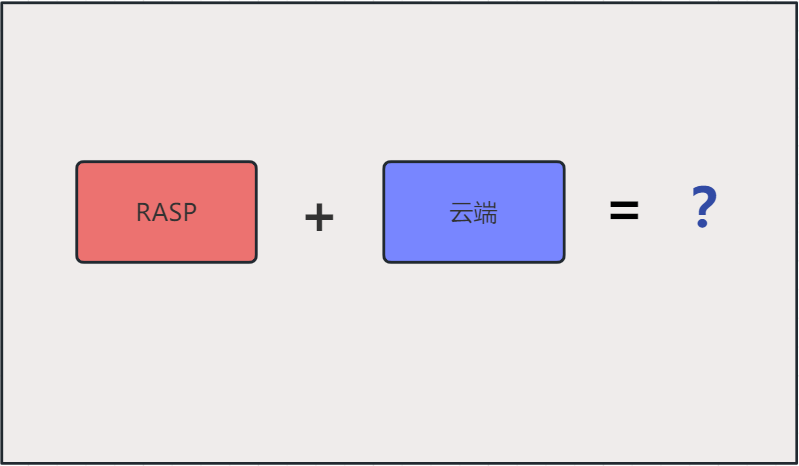 RASP + 云端 = ?